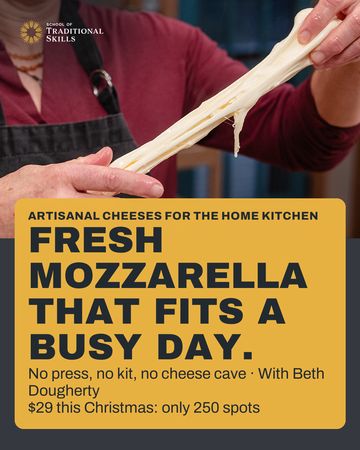 SCHOOL OF
TRADITIONAL
SKILLS
ARTISANAL CHEESES FOR THE HOME KITCHEN
FRESH
MOZZARELLA
THAT FITS A
BUSY DAY.
No press, no kit, no cheese cave · With Beth
Dougherty
$29 this Christmas: only 250 spots